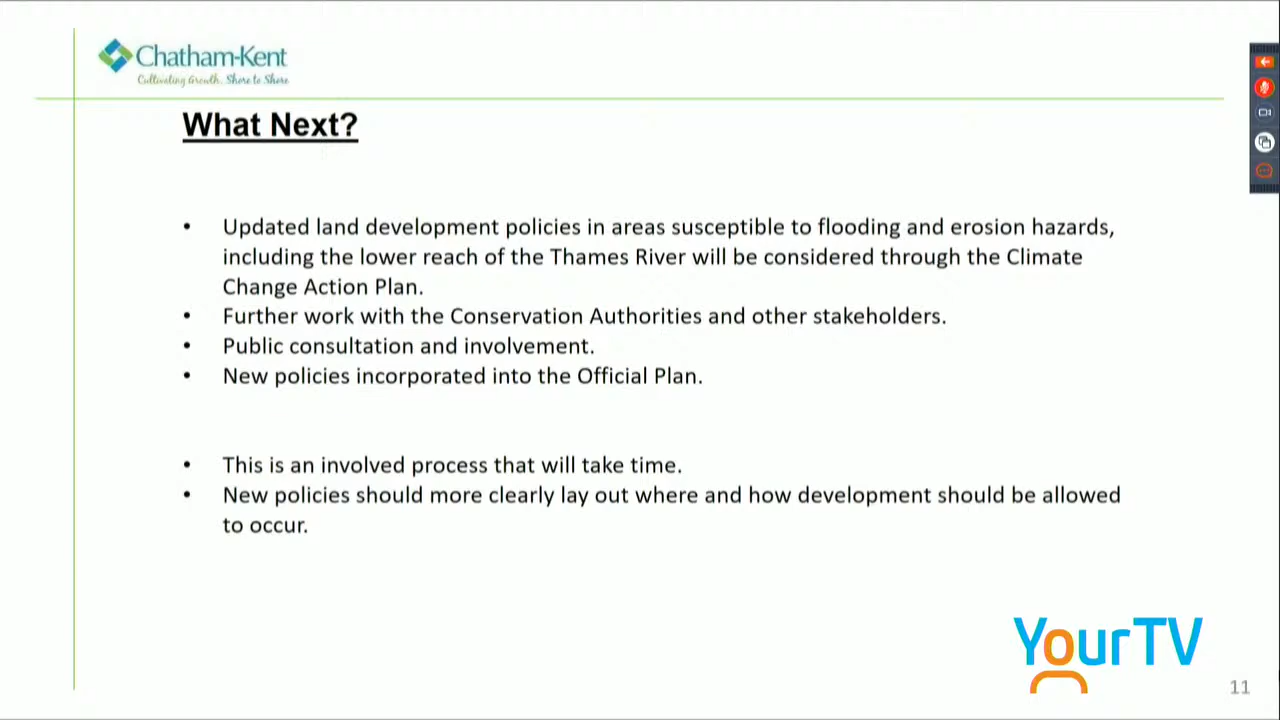 Chatham-Kent
Cultivating Growth, Shore to Shore
What Next?
• Updated land development policies in areas susceptible to flooding and erosion hazards,
including the lower reach of the Thames River will be considered through the Climate
Change Action Plan.
• Further work with the Conservation Authorities and other stakeholders.
• Public consultation and involvement.
• New policies incorporated into the Official Plan.
• This is an involved process that will take time.
• New policies should more clearly lay out where and how development should be allowed
to occur.
YourTV
11